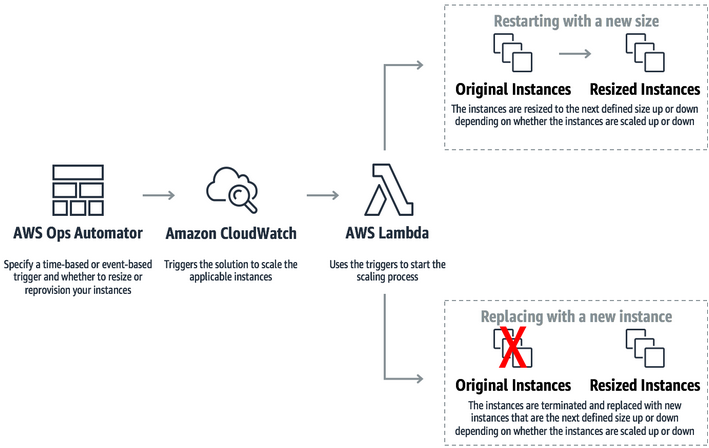 Restarting with a new size
Original Instances
Resized Instances
The instances are resized to the next defined size up or down
depending on whether the instances are scaled up or down
AWS Ops Automator
Specify a time-based or event-based
trigger and whether to resize or
reprovision your instances
Amazon CloudWatch
Triggers the solution to scale the
applicable instances
AWS Lambda
Uses the triggers to start the
scaling process
Replacing with a new instance
Original Instances
Resized Instances
The instances are terminated and replaced with new
instances that are the next defined size up or down
depending on whether the instances are scaled up or down